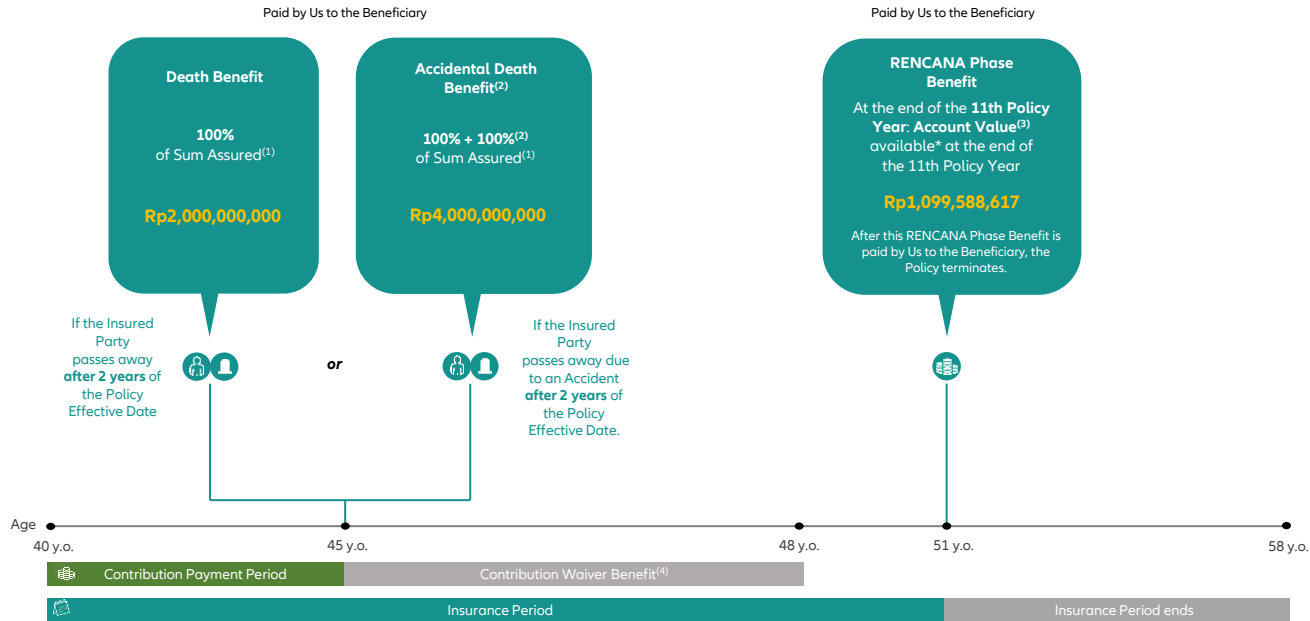 Paid by Us to the Beneficiary
Death Benefit
100%
of Sum Assured(1)
Rp2,000,000,000
Accidental Death
Benefit(2)
100% + 100%(2)
of Sum Assured(1)
Rp4,000,000,000
Paid by Us to the Beneficiary
RENCANA Phase
Benefit
At the end of the 11th Policy
Year: Account Value(3)
available* at the end of
the 11th Policy Year
Rp1,099,588,617
After this RENCANA Phase Benefit is
paid by Us to the Beneficiary, the
Policy terminates.
If the Insured
Party
passes away
after 2 years of
the Policy
Effective Date
or
If the Insured
Party
passes away due
to an Accident
after 2 years of
the Policy
Effective Date.
Age
40 y.o.
45 y.o.
48 y.o.
51 y.o.
58 y.o.
Contribution Payment Period
Contribution Waiver Benefit(4)
Insurance Period
Insurance Period ends